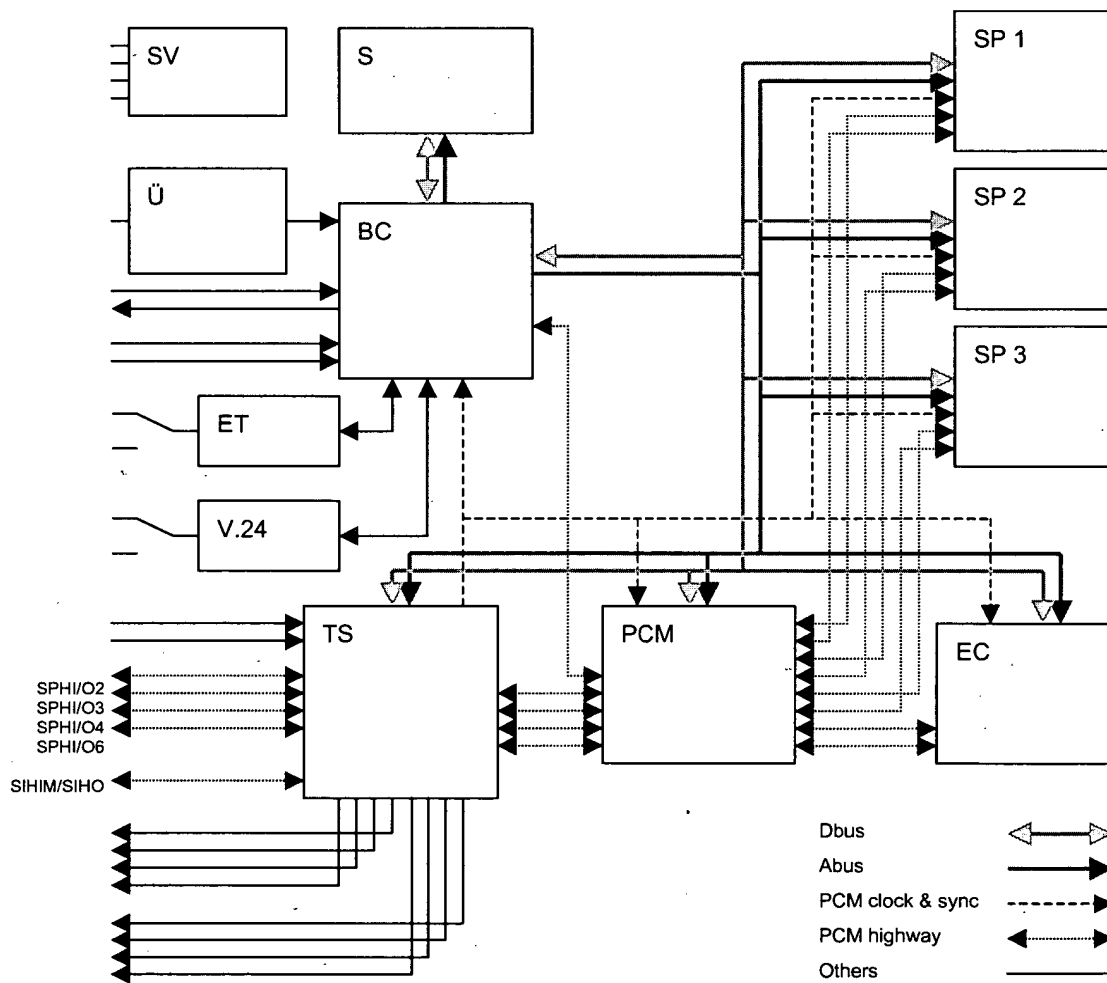 SV
S
SP 1
Ü
BC
SP 2
SP 3
ET
V.24
TS
PCM
EC
SPHI/O2
SPHI/O3
SPHI/O4
SPHI/O6
SIHIM/SIHO
Dbus
Abus
PCM clock & sync
PCM highway
Others